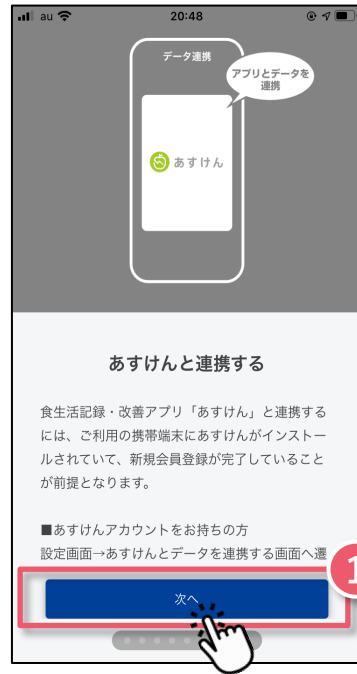 au
20:48
データ連携
アプリとデータを
連携
あすけん
あすけんと連携する
食生活記録・改善アプリ「あすけん」と連携する
には、ご利用の携帯端末にあすけんがインストー
ルされていて、新規会員登録が完了していること
が前提となります。
■あすけんアカウントをお持ちの方
設定画面→あすけんとデータを連携する画面へ遷
1
次へ